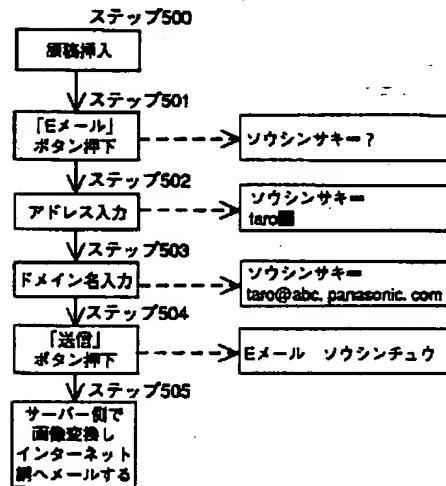 ステップ500
原稿挿入
ステップ501
「Eメール」
ボタン押下
ソウシンサキ=?
ステップ502
アドレス入力
ソウシンサキ=
taro■
ステップ503
ドメイン名入力
ソウシンサキ=
taro@abc.panasonic.com
ステップ504
「送信」
ボタン押下
Eメール ソウシンチュウ
ステップ505
サーバー側で
画像変換し
インターネット
網へメールする